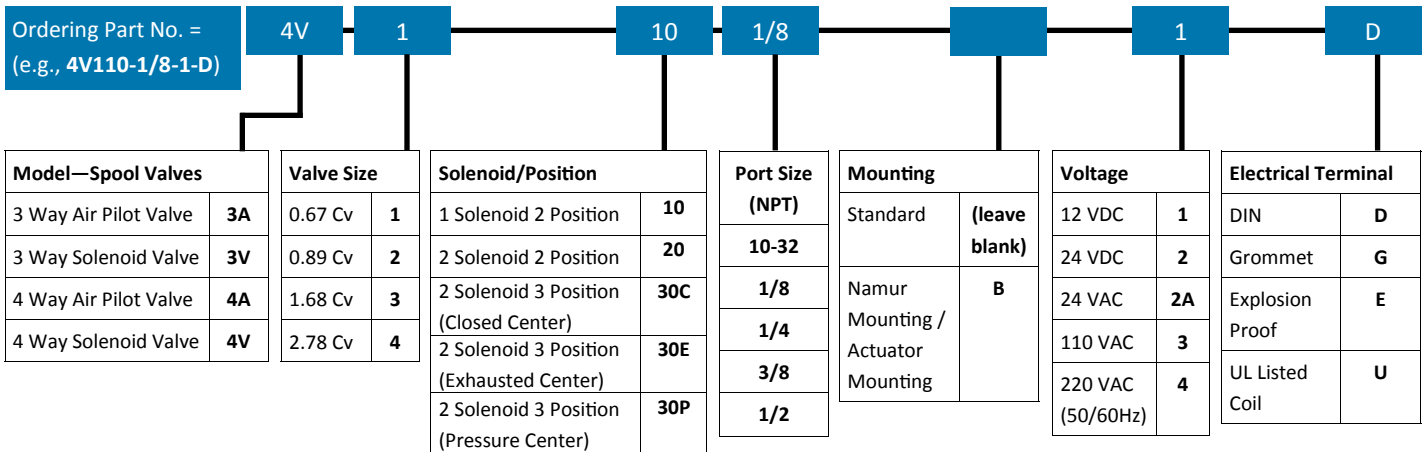 Ordering Part No. =
(e.g., 4V110-1/8-1-D)
4V
1
10
1/8
1
D
Model—Spool Valves
3 Way Air Pilot Valve 3A
3 Way Solenoid Valve 3V
4 Way Air Pilot Valve 4A
4 Way Solenoid Valve 4V
Valve Size
0.67 Cv 1
0.89 Cv 2
1.68 Cv 3
2.78 Cv 4
Solenoid/Position
1 Solenoid 2 Position 10
2 Solenoid 2 Position 20
2 Solenoid 3 Position 30C
(Closed Center)
2 Solenoid 3 Position 30E
(Exhausted Center)
2 Solenoid 3 Position 30P
(Pressure Center)
Port Size
(NPT)
10-32
1/8
1/4
3/8
1/2
Mounting
Standard (leave
blank)
Namur B
Mounting /
Actuator
Mounting
Voltage
12 VDC 1
24 VDC 2
24 VAC 2A
110 VAC 3
220 VAC 4
(50/60Hz)
Electrical Terminal
DIN D
Grommet G
Explosion E
Proof
UL Listed U
Coil